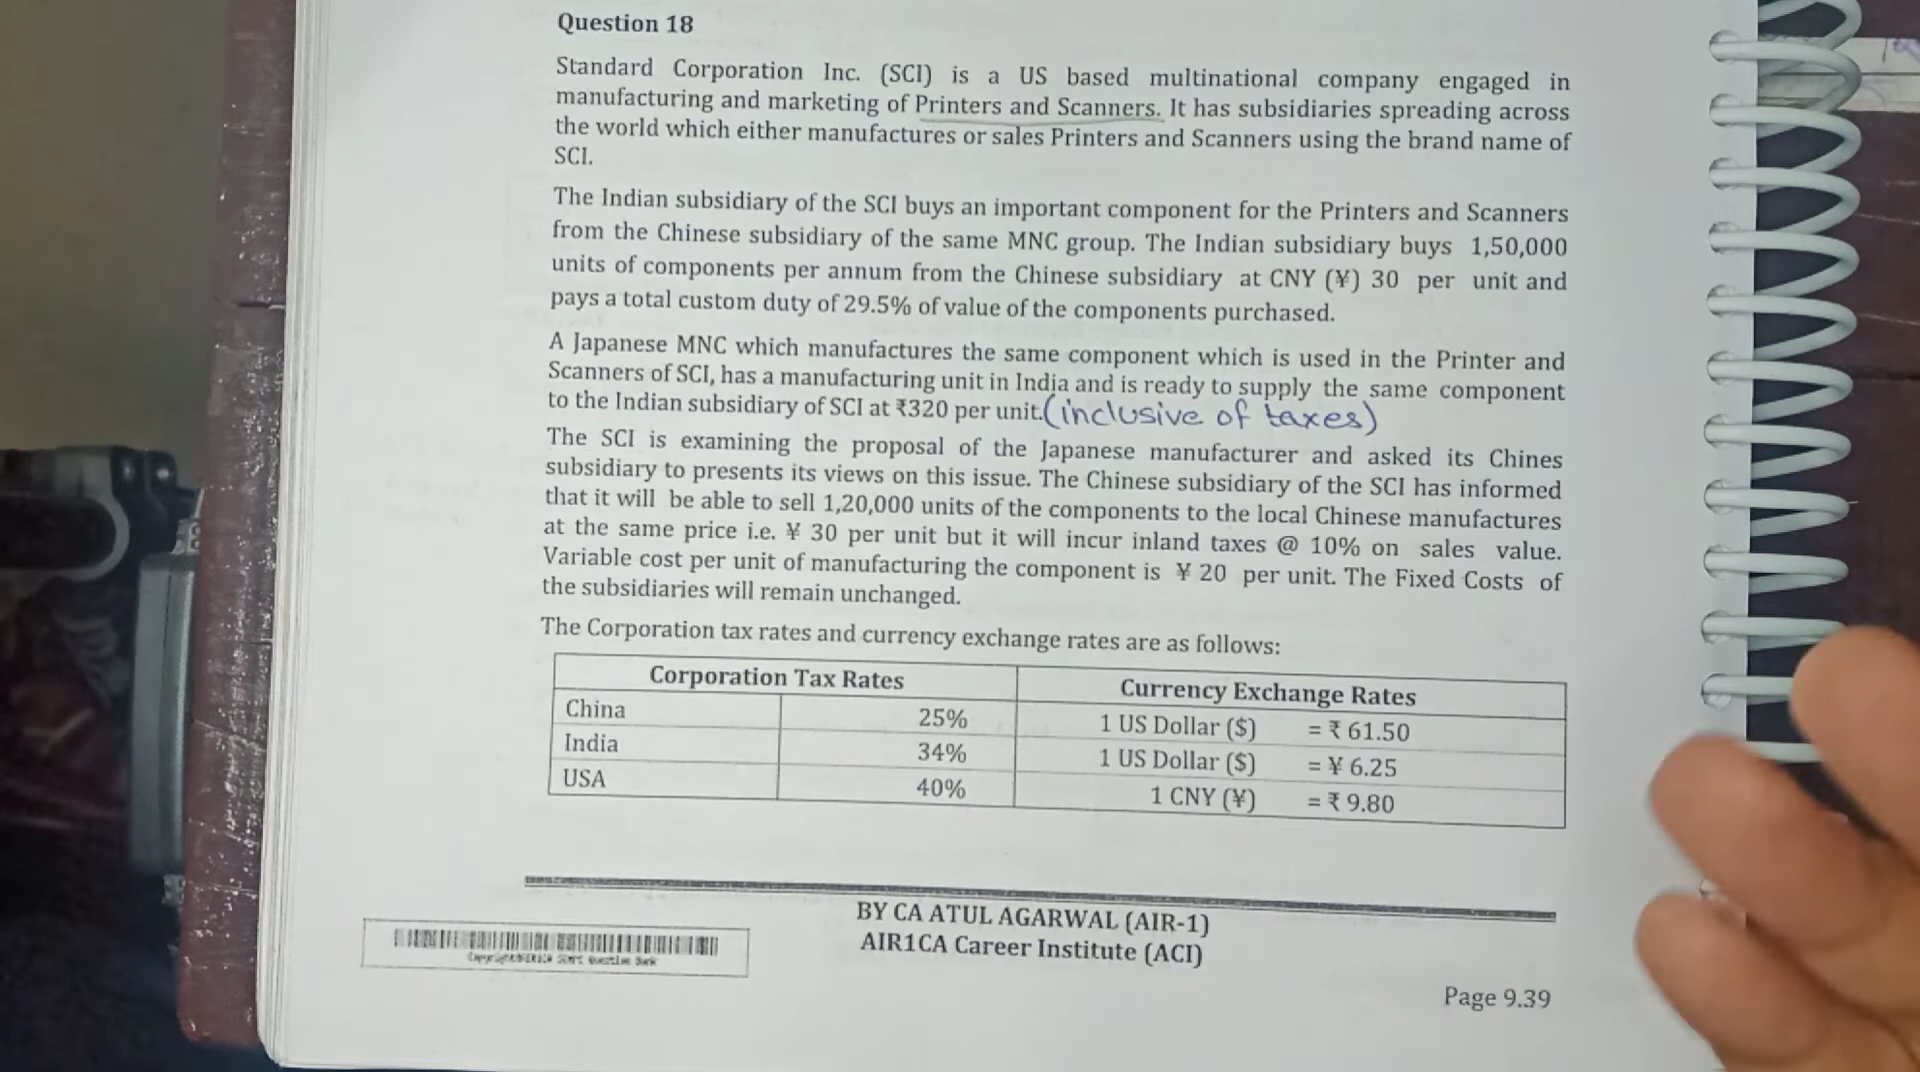 Question 18
Standard Corporation Inc. (SCI) is a US based multinational company engaged in
manufacturing and marketing of Printers and Scanners. It has subsidiaries spreading across
the world which either manufactures or sales Printers and Scanners using the brand name of
SCI.
The Indian subsidiary of the SCI buys an important component for the Printers and Scanners
from the Chinese subsidiary of the same MNC group. The Indian subsidiary buys 1,50,000
units of components per annum from the Chinese subsidiary at CNY (¥) 30 per unit and
pays a total custom duty of 29.5% of value of the components purchased.
A Japanese MNC which manufactures the same component which is used in the Printer and
Scanners of SCI, has a manufacturing unit in India and is ready to supply the same component
to the Indian subsidiary of SCI at ₹320 per unit.(inclusive of taxes)
The SCI is examining the proposal of the Japanese manufacturer and asked its Chines
subsidiary to presents its views on this issue. The Chinese subsidiary of the SCI has informed
that it will be able to sell 1,20,000 units of the components to the local Chinese manufactures
at the same price i.e. ¥ 30 per unit but it will incur inland taxes @ 10% on sales value.
Variable cost per unit of manufacturing the component is ¥ 20 per unit. The Fixed Costs of
the subsidiaries will remain unchanged.
The Corporation tax rates and currency exchange rates are as follows:
Corporation Tax Rates Currency Exchange Rates
China 25% 1 US Dollar ($) = ₹ 61.50
India 34% 1 US Dollar ($) = ¥ 6.25
USA 40% 1 CNY (¥) = ₹ 9.80
BY CA ATUL AGARWAL (AIR-1)
AIR1CA Career Institute (ACI)
Page 9.39